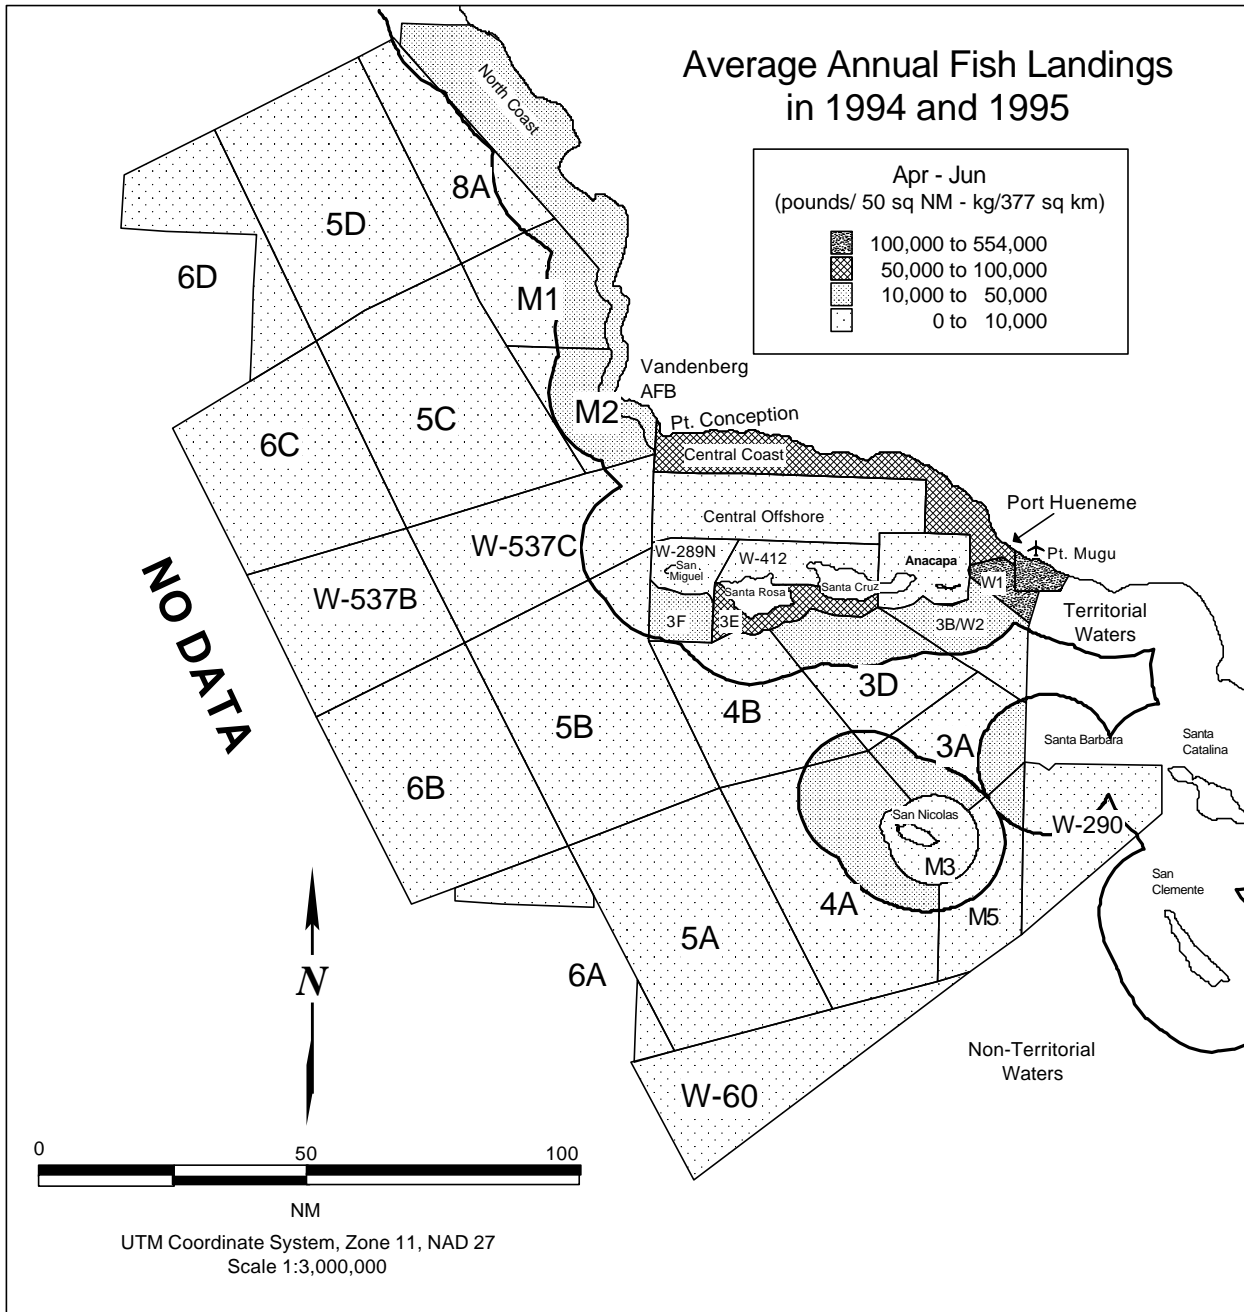 Average Annual Fish Landings
in 1994 and 1995
Apr - Jun
(pounds/ 50 sq NM - kg/377 sq km)
100,000 to 554,000
50,000 to 100,000
10,000 to 50,000
0 to 10,000
North Coast
8A
5D
6D
M1
Vandenberg
AFB
M2
Pt. Conception
5C
6C
Central Coast
Port Hueneme
Central Offshore
W-537C
W-289N
San
Miguel
W-412
Anacapa
Pt. Mugu
Santa Rosa
Santa Cruz
W1
W-537B
3F
3E
3B/W2
Territorial
Waters
NO DATA
3D
4B
5B
3A
Santa Barbara
Santa
Catalina
6B
San Nicolas
W-290
M3
San
Clemente
4A
M5
5A
6A
N
Non-Territorial
Waters
W-60
0 50 100
NM
UTM Coordinate System, Zone 11, NAD 27
Scale 1:3,000,000